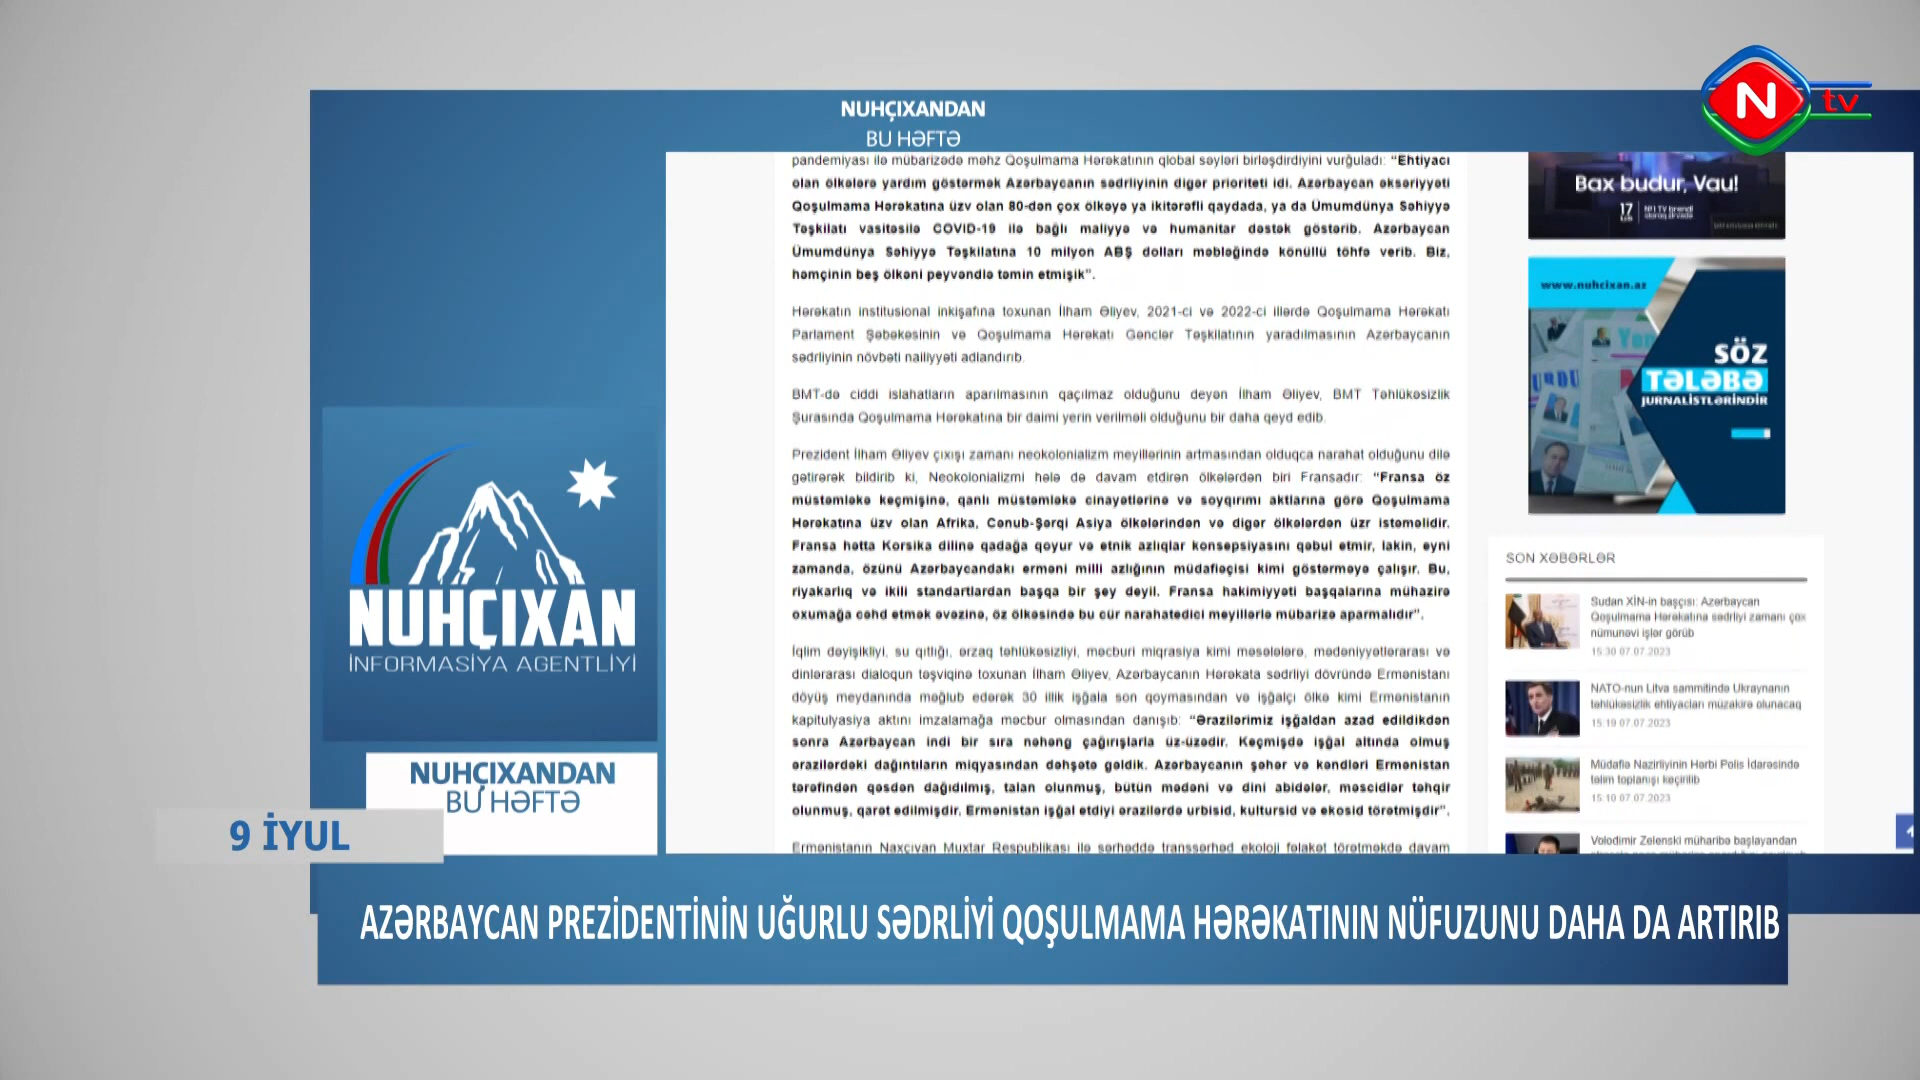 N tv
NUHÇIXANDAN
BU HƏFTƏ
pandemiyası ilə mübarizədə məhz Qoşulmama Hərəkatının qlobal səyləri birləşdirdiyini vurğuladı: “Ehtiyacı
olan ölkələrə yardım göstərmək Azərbaycanın sədrliyinin digər prioriteti idi. Azərbaycan əksəriyyəti
Qoşulmama Hərəkatına üzv olan 80-dən çox ölkəyə ya ikitərəfli qaydada, ya da Ümumdünya Səhiyyə
Təşkilatı vasitəsilə COVID-19 ilə bağlı maliyyə və humanitar dəstək göstərib. Azərbaycan
Ümumdünya Səhiyyə Təşkilatına 10 milyon ABŞ dolları məbləğində könüllü töhfə verib. Biz,
həmçinin beş ölkəni peyvəndlə təmin etmişik”.
Hərəkatın institusional inkişafına toxunan İlham Əliyev, 2021-ci və 2022-ci illərdə Qoşulmama Hərəkatı
Parlament Şəbəkəsinin və Qoşulmama Hərəkatı Gənclər Təşkilatının yaradılmasının Azərbaycanın
sədrliyinin növbəti nailiyyəti adlandırıb.
BMT-də ciddi islahatların aparılmasının qaçılmaz olduğunu deyən İlham Əliyev, BMT Təhlükəsizlik
Şurasında Qoşulmama Hərəkatına bir daimi yerin verilməli olduğunu bir daha qeyd edib.
Prezident İlham Əliyev çıxışı zamanı neokolonializm meyillərinin artmasından olduqca narahat olduğunu dilə
gətirərək bildirib ki, Neokolonializmi hələ də davam etdirən ölkələrdən biri Fransadır: “Fransa öz
müstəmləkə keçmişinə, qanlı müstəmləkə cinayətlərinə və soyqırımı aktlarına görə Qoşulmama
Hərəkatına üzv olan Afrika, Cənub-Şərqi Asiya ölkələrindən və digər ölkələrdən üzr istəməlidir.
Fransa hətta Korsika dilinə qadağa qoyur və etnik azlıqlar konsepsiyasını qəbul etmir, lakin, eyni
zamanda, özünü Azərbaycandakı erməni milli azlığının müdafiəçisi kimi göstərməyə çalışır. Bu,
riyakarlıq və ikili standartlardan başqa bir şey deyil. Fransa hakimiyyəti başqalarına mühazirə
oxumağa cəhd etmək əvəzinə, öz ölkəsində bu cür narahatedici meyillərlə mübarizə aparmalıdır”.
İqlim dəyişikliyi, su qıtlığı, ərzaq təhlükəsizliyi, məcburi miqrasiya kimi məsələlərə, mədəniyyətlərarası və
dinlərarası dialoqun təşviqinə toxunan İlham Əliyev, Azərbaycanın Hərəkata sədrliyi dövründə Ermənistanı
döyüş meydanında məğlub edərək 30 illik işğala son qoymasından və işğalçı ölkə kimi Ermənistanın
kapitulyasiya aktını imzalamağa məcbur olmasından danışıb: “Ərazilərimiz işğaldan azad edildikdən
sonra Azərbaycan indi bir sıra nəhəng çağırışlarla üz-üzədir. Keçmişdə işğal altında olmuş
ərazilərdəki dağıntıların miqyasından dəhşətə gəldik. Azərbaycanın şəhər və kəndləri Ermənistan
tərəfindən qəsdən dağıdılmış, talan olunmuş, bütün mədəni və dini abidələr, məscidlər təhqir
olunmuş, qarət edilmişdir. Ermənistan işğal etdiyi ərazilərdə urbisid, kultursid və ekosid törətmişdir”.
Ermənistanın Naxçıvan Muxtar Respublikası ilə sərhəddə transsərhəd ekoloji fəlakət törətməkdə davam
Bax budur, Vau!
17
www.nuhcixan.az
SÖZ
TƏLƏBƏ
JURNALİSTLƏRİNDİR
SON XƏBƏRLƏR
Sudan XİN-in başçısı: Azərbaycan
Qoşulmama Hərəkatına sədrliyi zamanı çox
nümunəvi işlər görüb
15:30 07.07.2023
NATO-nun Litva sammitində Ukraynanın
təhlükəsizlik ehtiyacları müzakirə olunacaq
15:19 07.07.2023
Müdafiə Nazirliyinin Hərbi Polis İdarəsində
təlim toplanışı keçirilib
15:10 07.07.2023
Volodimir Zelenski müharibə başlayandan
NUHÇIXAN
İNFORMASİYA AGENTLİYİ
NUHÇIXANDAN
BU HƏFTƏ
9 İYUL
AZƏRBAYCAN PREZİDENTİNİN UĞURLU SƏDRLİYİ QOŞULMAMA HƏRƏKATININ NÜFUZUNU DAHA DA ARTIRIB